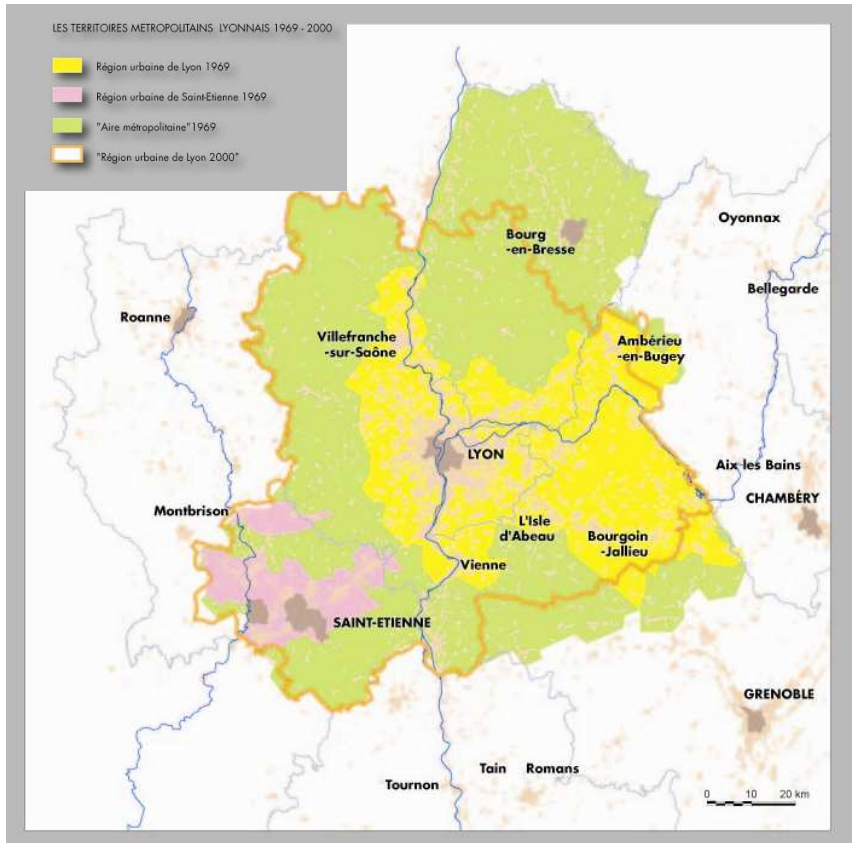 LES TERRITOIRES METROPOLITAINS LYONNAIS 1969 - 2000
Région urbaine de Lyon 1969
Région urbaine de Saint-Etienne 1969
"Aire métropolitaine"1969
"Région urbaine de Lyon 2000"
Oyonnax
Bourg
-en-Bresse
Bellegarde
Roanne
Villefranche
-sur-Saône
Ambérieu
-en-Bugey
LYON
Aix les Bains
CHAMBÉRY
Montbrison
L'Isle
d'Abeau
Bourgoin
-Jallieu
Vienne
SAINT-ETIENNE
GRENOBLE
Tain Romans
Tournon
0 10 20 km